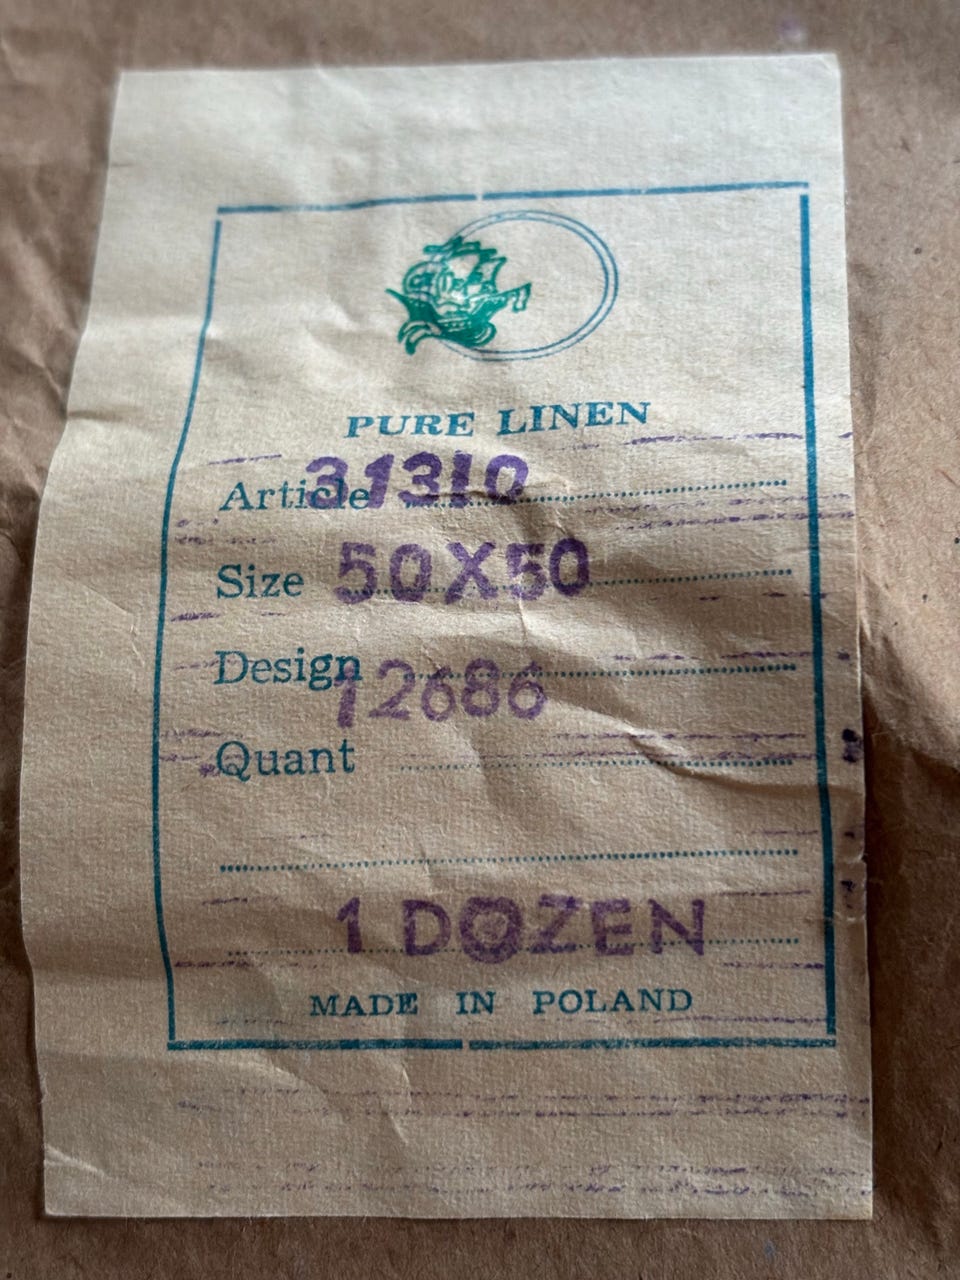 PURE LINEN
Article 31310
Size 50X50
Design 12686
Quant
1 DOZEN
MADE IN POLAND